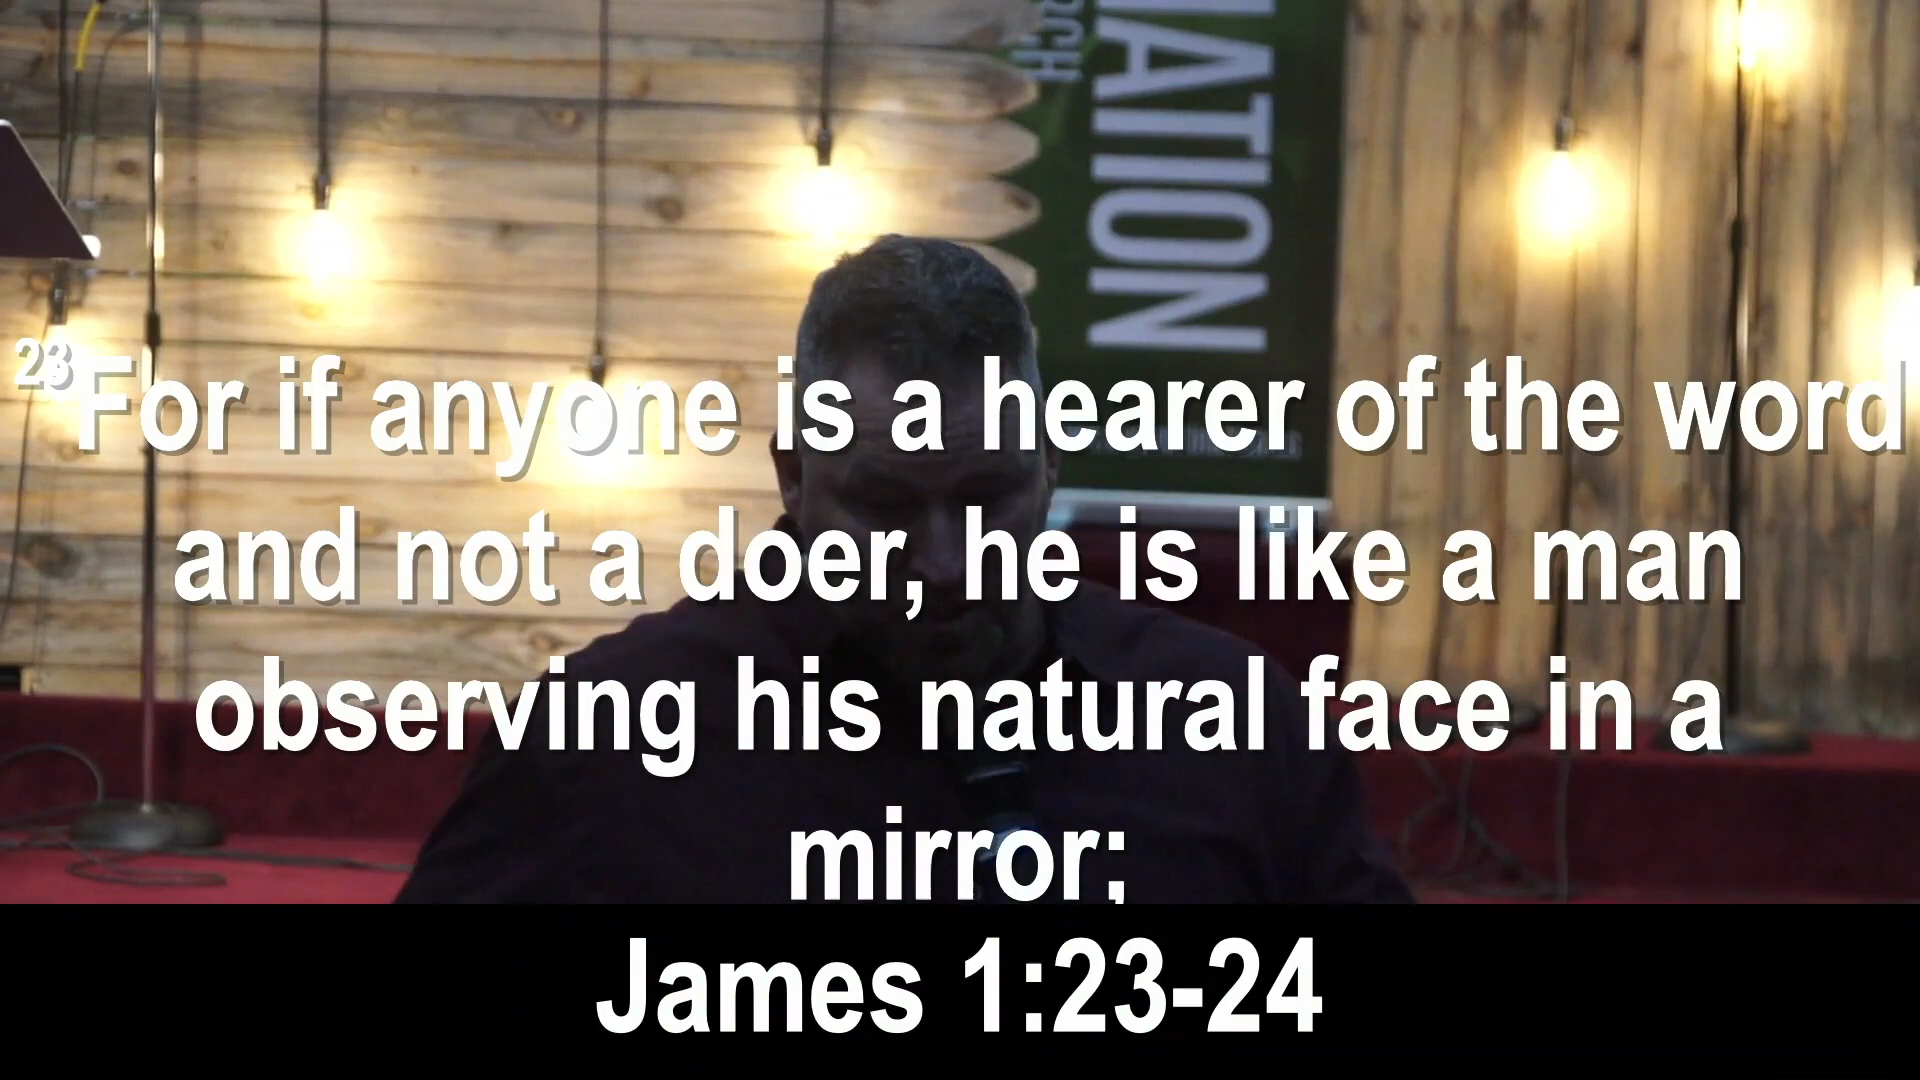 CH
ATION
23For if anyone is a hearer of the word
and not a doer, he is like a man
observing his natural face in a
mirror;
James 1:23-24